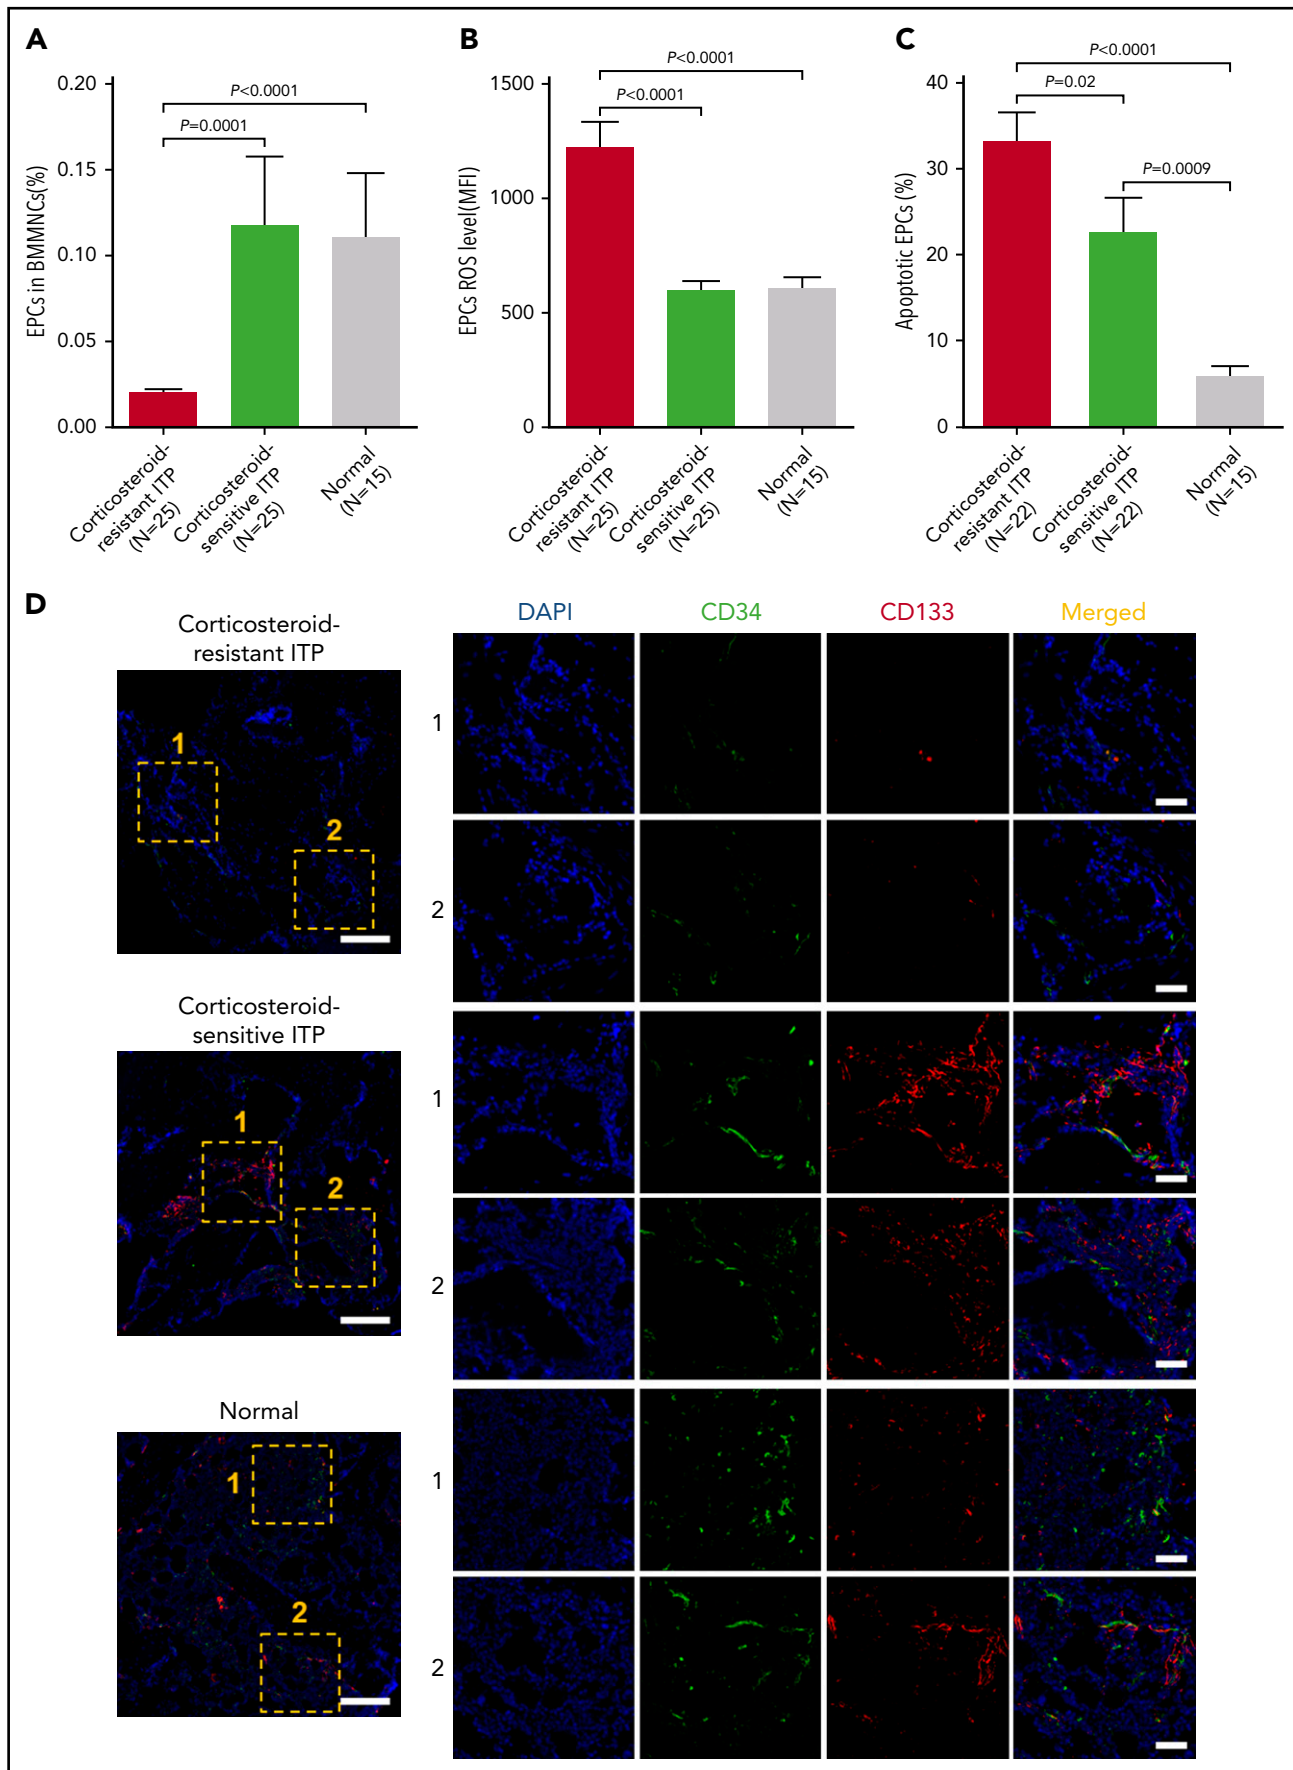 A
B
C
P<0.0001
P=0.0001
0.20
0.15
0.10
0.05
0.00
EPCs in BMMNCs(%)
Corticosteroid-
resistant ITP
(N=25)
Corticosteroid-
sensitive ITP
(N=25)
Normal
(N=15)
P<0.0001
P<0.0001
1500
1000
500
0
EPCs ROS level(MFI)
Corticosteroid-
resistant ITP
(N=25)
Corticosteroid-
sensitive ITP
(N=25)
Normal
(N=15)
P<0.0001
P=0.02
P=0.0009
40
30
20
10
0
Apoptotic EPCs (%)
Corticosteroid-
resistant ITP
(N=22)
Corticosteroid-
sensitive ITP
(N=22)
Normal
(N=15)
D
DAPI
CD34
CD133
Merged
Corticosteroid-
resistant ITP
1
2
1
2
Corticosteroid-
sensitive ITP
1
2
1
2
Normal
1
2
1
2